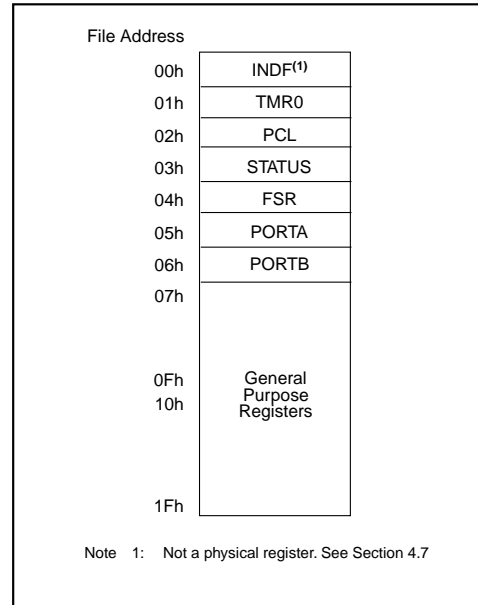 File Address
00h INDF(1)
01h TMR0
02h PCL
03h STATUS
04h FSR
05h PORTA
06h PORTB
07h
0Fh General
Purpose
10h Registers
1Fh
Note 1: Not a physical register. See Section 4.7